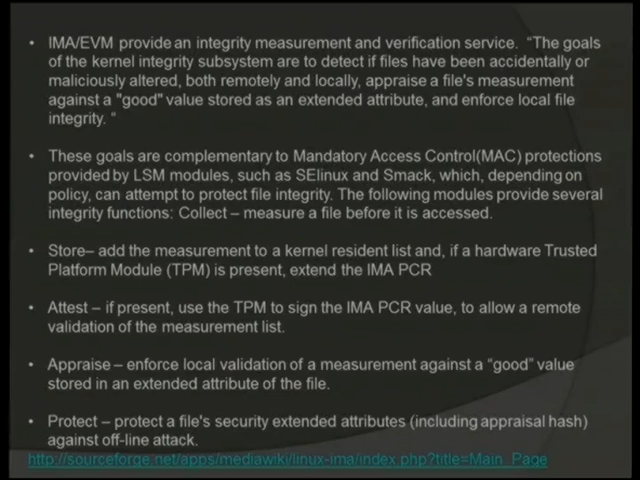 • IMA/EVM provide an integrity measurement and verification service. “The goals
of the kernel integrity subsystem are to detect if files have been accidentally or
maliciously altered, both remotely and locally, appraise a file's measurement
against a "good" value stored as an extended attribute, and enforce local file
integrity. “
• These goals are complementary to Mandatory Access Control(MAC) protections
provided by LSM modules, such as SElinux and Smack, which, depending on
policy, can attempt to protect file integrity. The following modules provide several
integrity functions: Collect – measure a file before it is accessed.
• Store– add the measurement to a kernel resident list and, if a hardware Trusted
Platform Module (TPM) is present, extend the IMA PCR
• Attest – if present, use the TPM to sign the IMA PCR value, to allow a remote
validation of the measurement list.
• Appraise – enforce local validation of a measurement against a “good” value
stored in an extended attribute of the file.
• Protect – protect a file's security extended attributes (including appraisal hash)
against off-line attack.
http://sourceforge.net/apps/mediawiki/linux-ima/index.php?title=Main_Page